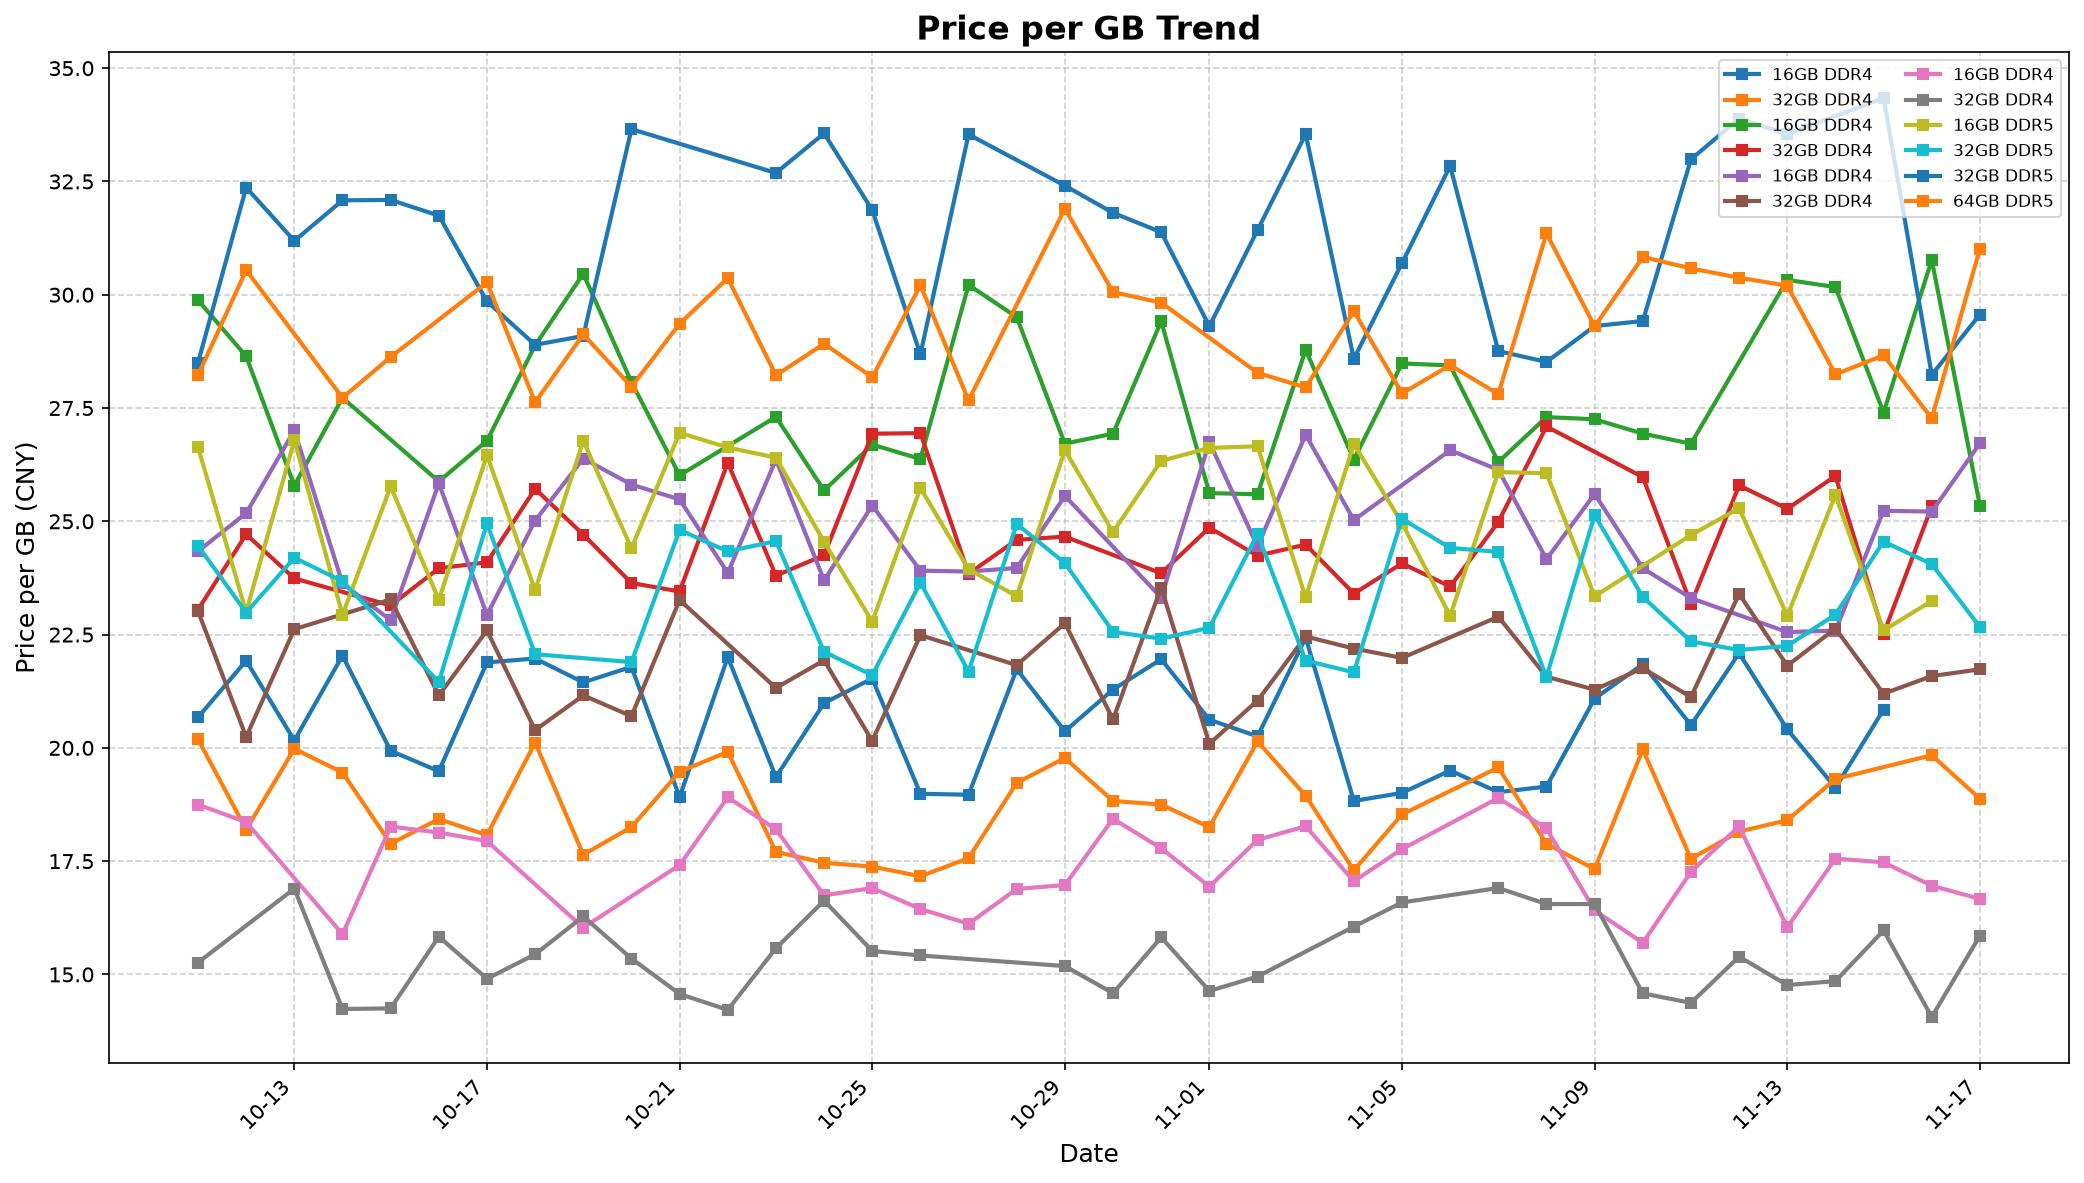 Price per GB Trend
35.0
32.5
30.0
27.5
25.0
22.5
20.0
17.5
15.0
Price per GB (CNY)
16GB DDR4
32GB DDR4
16GB DDR4
32GB DDR4
16GB DDR4
32GB DDR4
16GB DDR4
32GB DDR4
16GB DDR5
32GB DDR5
32GB DDR5
64GB DDR5
10-13
10-17
10-21
10-25
10-29
11-01
11-05
11-09
11-13
11-17
Date